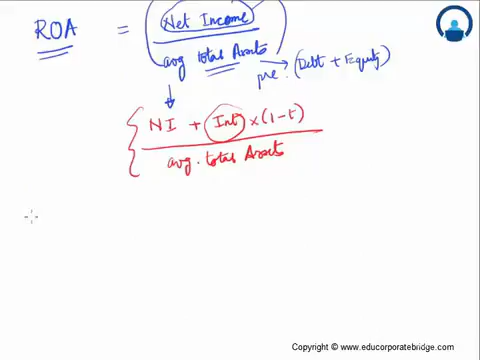 ROA = Net Income
avg total Assets
pre. (Debt + Equity)
NI + Int × (1-t)
avg. total Assets
Copyright © www.educorporatebridge.com